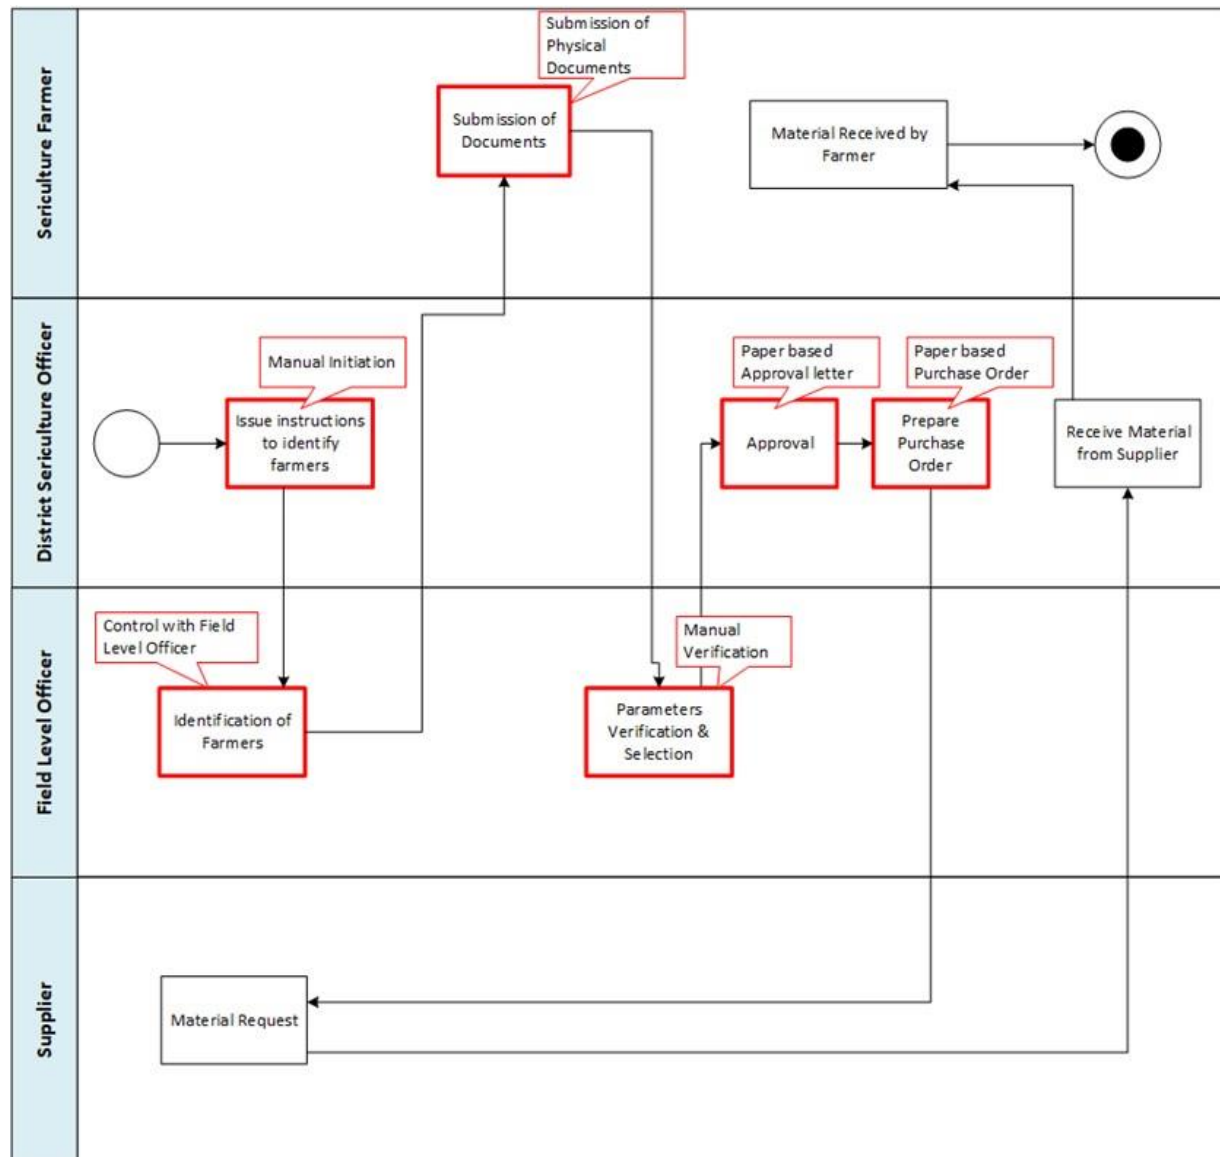 Sericulture Farmer
Submission of
Physical
Documents
Submission of
Documents
Material Received by
Farmer
District Sericulture Officer
Manual Initiation
Issue instructions
to identify
farmers
Paper based
Approval letter
Approval
Paper based
Purchase Order
Prepare
Purchase
Order
Receive Material
from Supplier
Field Level Officer
Control with Field
Level Officer
Identification of
Farmers
Manual
Verification
Parameters
Verification &
Selection
Supplier
Material Request